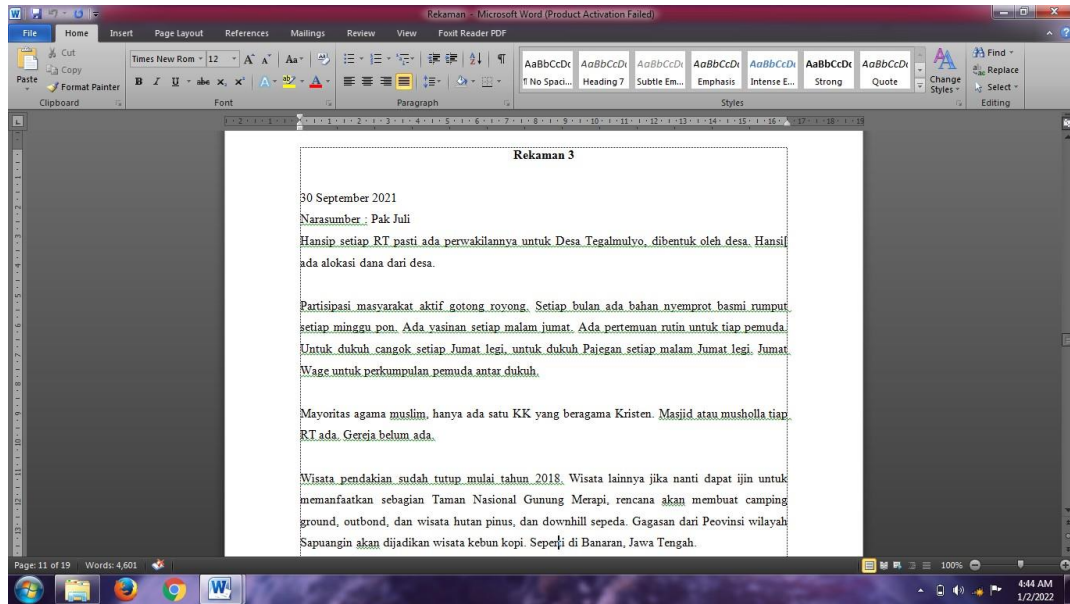 Rekaman - Microsoft Word (Product Activation Failed)
File Home Insert Page Layout References Mailings Review View Foxit Reader PDF
Paste
Cut
Copy
Format Painter
Clipboard
Times New Rom 12
Font
Paragraph
AaBbCcDc AaBbCcDc AaBbCcDc AaBbCcDc AaBbCcDc AaBbCcDc AaBbCcDc
¶ No Spaci... Heading 7 Subtle Em... Emphasis Intense E... Strong Quote
Change Styles
Styles
Find
Replace
Select
Editing
Rekaman 3
30 September 2021
Narasumber : Pak Juli
Hansip setiap RT pasti ada perwakilannya untuk Desa Tegalmulyo, dibentuk oleh desa. Hansi[
ada alokasi dana dari desa.
Partisipasi masyarakat aktif gotong royong. Setiap bulan ada bahan nyemprot basmi rumput
setiap minggu pon. Ada yasinan setiap malam jumat. Ada pertemuan rutin untuk tiap pemuda.
Untuk dukuh cangok setiap Jumat legi, untuk dukuh Pajegan setiap malam Jumat legi. Jumat
Wage untuk perkumpulan pemuda antar dukuh.
Mayoritas agama muslim, hanya ada satu KK yang beragama Kristen. Masjid atau musholla tiap
RT ada. Gereja belum ada.
Wisata pendakian sudah tutup mulai tahun 2018. Wisata lainnya jika nanti dapat ijin untuk
memanfaatkan sebagian Taman Nasional Gunung Merapi, rencana akan membuat camping
ground, outbond, dan wisata hutan pinus, dan downhill sepeda. Gagasan dari Peovinsi wilayah
Sapuangin akan dijadikan wisata kebun kopi. Seperti di Banaran, Jawa Tengah.
Page: 11 of 19 Words: 4,601
100%
4:44 AM
1/2/2022